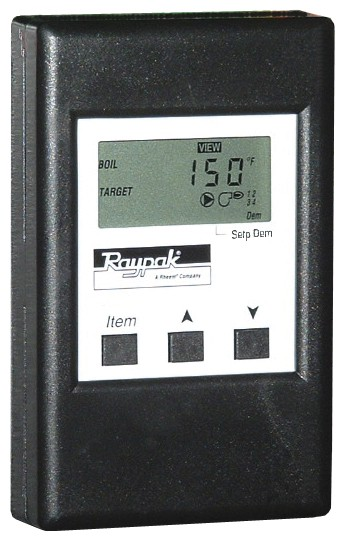 VIEW
BOIL
150 °F
TARGET
1 2
3 4
Dem
Setp Dem
Raypak
A Rheem® Company
Item